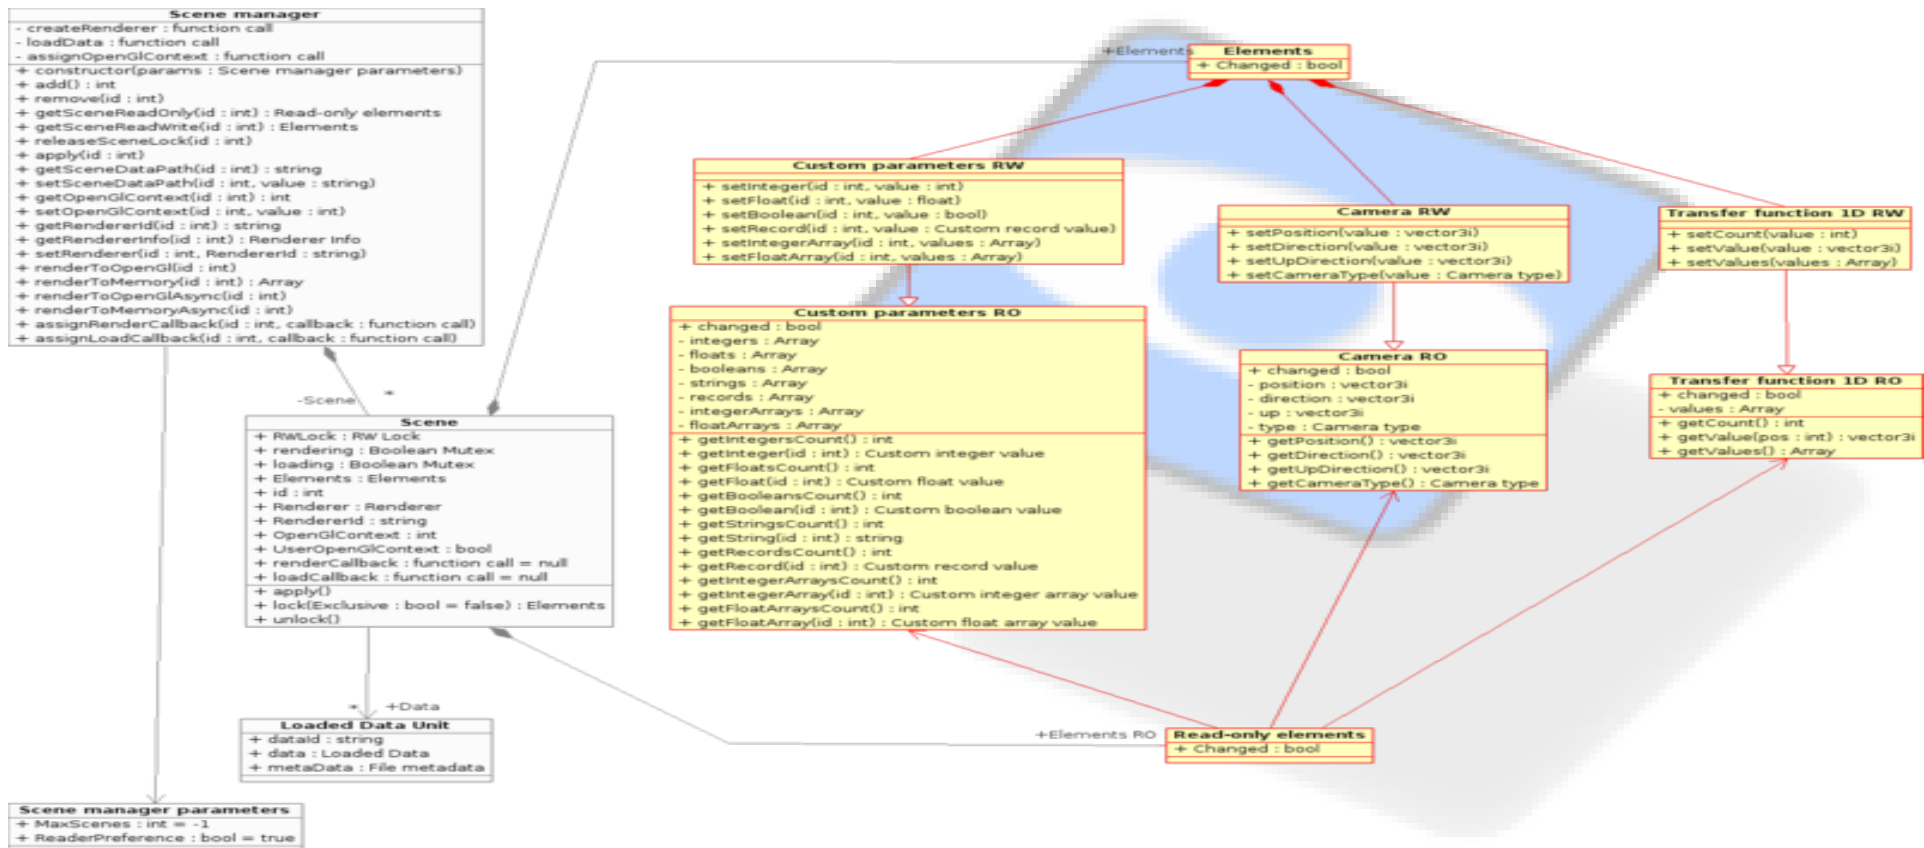 Scene manager
- createRenderer : function call
- loadData : function call
- assignOpenGlContext : function call
+ constructor(params : Scene manager parameters)
+ add() : int
+ remove(id : int)
+ getSceneReadOnly(id : int) : Read-only elements
+ getSceneReadWrite(id : int) : Elements
+ releaseSceneLock(id : int)
+ apply(id : int)
+ getSceneDataPath(id : int) : string
+ setSceneDataPath(id : int, value : string)
+ getOpenGlContext(id : int) : int
+ setOpenGlContext(id : int, value : int)
+ getRendererId(id : int) : string
+ getRendererInfo(id : int) : Renderer Info
+ setRenderer(id : int, RendererId : string)
+ renderToOpenGl(id : int)
+ renderToMemory(id : int) : Array
+ renderToOpenGlAsync(id : int)
+ renderToMemoryAsync(id : int)
+ assignRenderCallback(id : int, callback : function call)
+ assignLoadCallback(id : int, callback : function call)
-Scene
*
Scene
+ RWLock : RW Lock
+ rendering : Boolean Mutex
+ loading : Boolean Mutex
+ Elements : Elements
+ id : int
+ Renderer : Renderer
+ RendererId : string
+ OpenGlContext : int
+ UserOpenGlContext : bool
+ renderCallback : function call = null
+ loadCallback : function call = null
+ apply()
+ lock(Exclusive : bool = false) : Elements
+ unlock()
* +Data
Loaded Data Unit
+ dataId : string
+ data : Loaded Data
+ metaData : File metadata
Scene manager parameters
+ MaxScenes : int = -1
+ ReaderPreference : bool = true
+Elements
Elements
+ Changed : bool
Custom parameters RW
+ setInteger(id : int, value : int)
+ setFloat(id : int, value : float)
+ setBoolean(id : int, value : bool)
+ setRecord(id : int, value : Custom record value)
+ setIntegerArray(id : int, values : Array)
+ setFloatArray(id : int, values : Array)
Custom parameters RO
+ changed : bool
- integers : Array
- floats : Array
- booleans : Array
- strings : Array
- records : Array
- integerArrays : Array
- floatArrays : Array
+ getIntegersCount() : int
+ getInteger(id : int) : Custom integer value
+ getFloatsCount() : int
+ getFloat(id : int) : Custom float value
+ getBooleansCount() : int
+ getBoolean(id : int) : Custom boolean value
+ getStringsCount() : int
+ getString(id : int) : string
+ getRecordsCount() : int
+ getRecord(id : int) : Custom record value
+ getIntegerArraysCount() : int
+ getIntegerArray(id : int) : Custom integer array value
+ getFloatArraysCount() : int
+ getFloatArray(id : int) : Custom float array value
Camera RW
+ setPosition(value : vector3i)
+ setDirection(value : vector3i)
+ setUpDirection(value : vector3i)
+ setCameraType(value : Camera type)
Camera RO
+ changed : bool
- position : vector3i
- direction : vector3i
- up : vector3i
- type : Camera type
+ getPosition() : vector3i
+ getDirection() : vector3i
+ getUpDirection() : vector3i
+ getCameraType() : Camera type
Transfer function 1D RW
+ setCount(value : int)
+ setValue(value : vector3i)
+ setValues(values : Array)
Transfer function 1D RO
+ changed : bool
- values : Array
+ getCount() : int
+ getValue(pos : int) : vector3i
+ getValues() : Array
+Elements RO
Read-only elements
+ Changed : bool